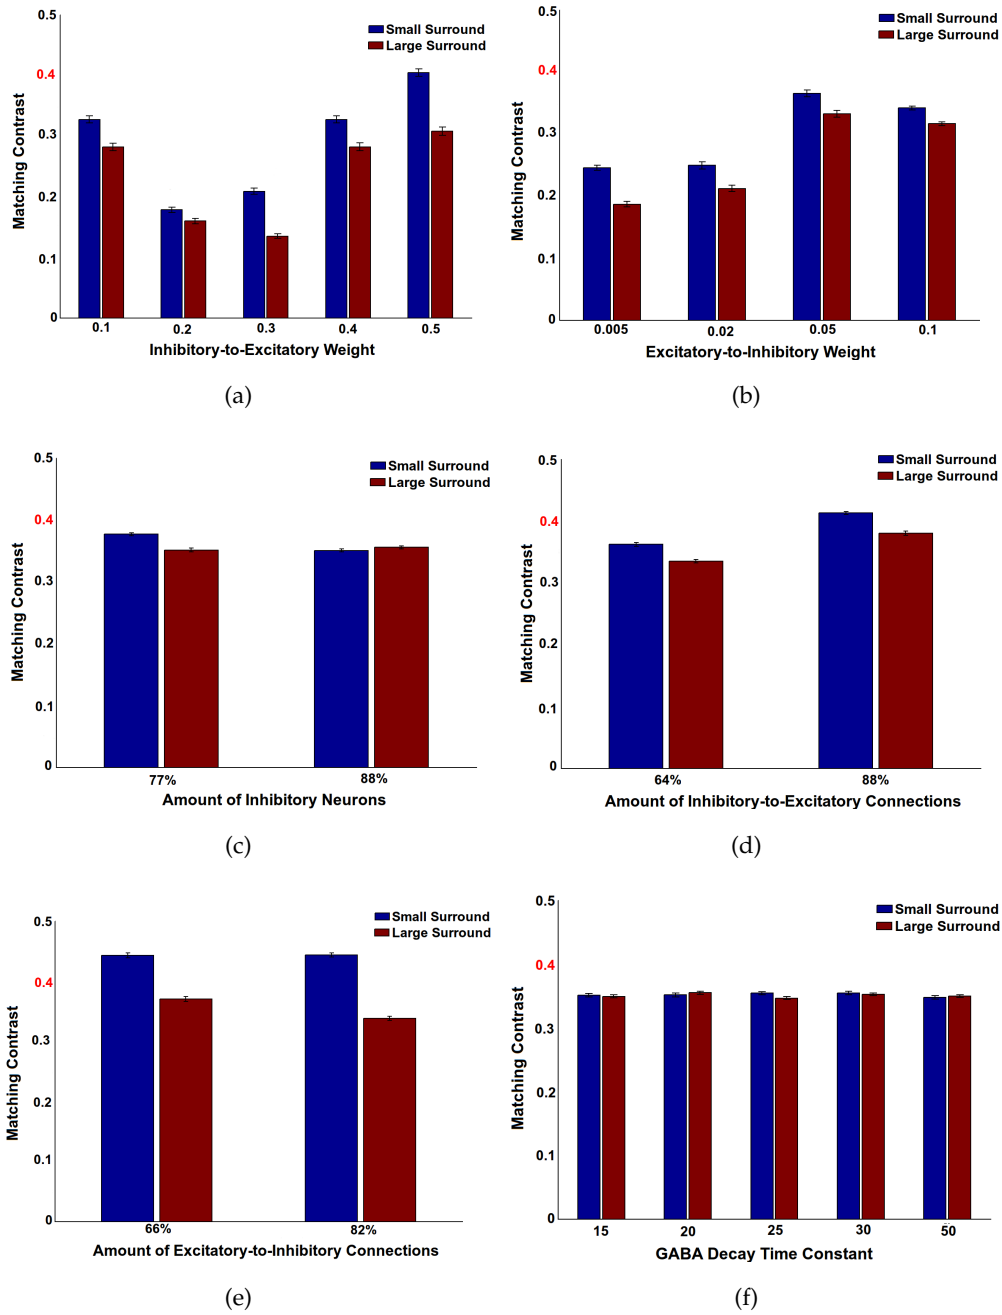 0.5
Small Surround
Large Surround
0.4
0.3
0.2
0.1
0
Matching Contrast
0.1 0.2 0.3 0.4 0.5
Inhibitory-to-Excitatory Weight
(a)
0.5
Small Surround
Large Surround
0.4
0.3
0.2
0.1
0
Matching Contrast
0.005 0.02 0.05 0.1
Excitatory-to-Inhibitory Weight
(b)
0.5
Small Surround
Large Surround
0.4
0.3
0.2
0.1
0
Matching Contrast
77% 88%
Amount of Inhibitory Neurons
(c)
0.5
Small Surround
Large Surround
0.4
0.3
0.2
0.1
0
Matching Contrast
64% 88%
Amount of Inhibitory-to-Excitatory Connections
(d)
0.5
Small Surround
Large Surround
0.4
0.3
0.2
0.1
0
Matching Contrast
66% 82%
Amount of Excitatory-to-Inhibitory Connections
(e)
0.5
Small Surround
Large Surround
0.4
0.3
0.2
0.1
0
Matching Contrast
15 20 25 30 50
GABA Decay Time Constant
(f)